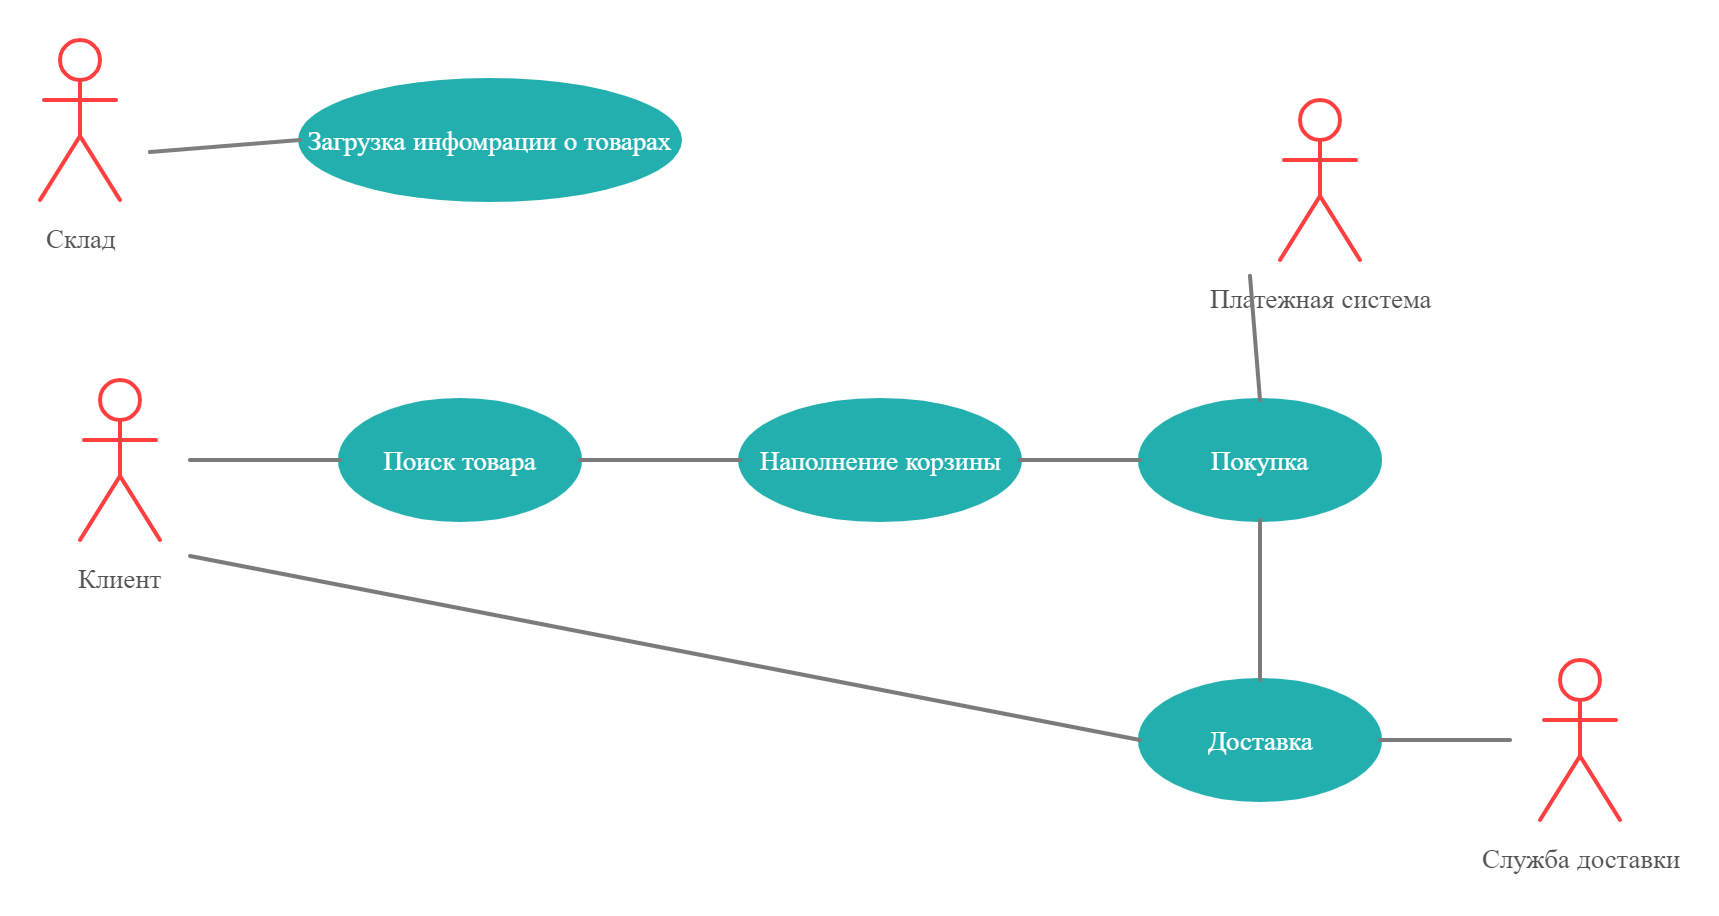 Загрузка инфомрации о товарах
Склад
Платежная система
Поиск товара
Наполнение корзины
Покупка
Клиент
Доставка
Служба доставки